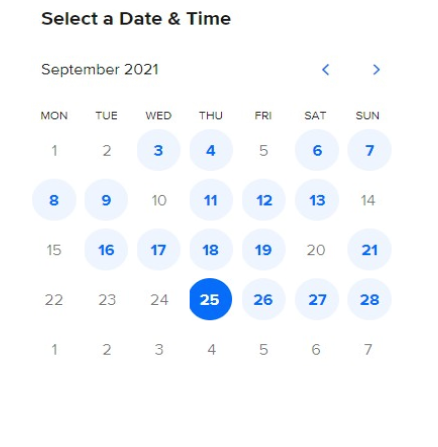 Select a Date & Time
September 2021
MON TUE WED THU FRI SAT SUN
1 2 3 4 5 6 7
8 9 10 11 12 13 14
15 16 17 18 19 20 21
22 23 24 25 26 27 28
1 2 3 4 5 6 7